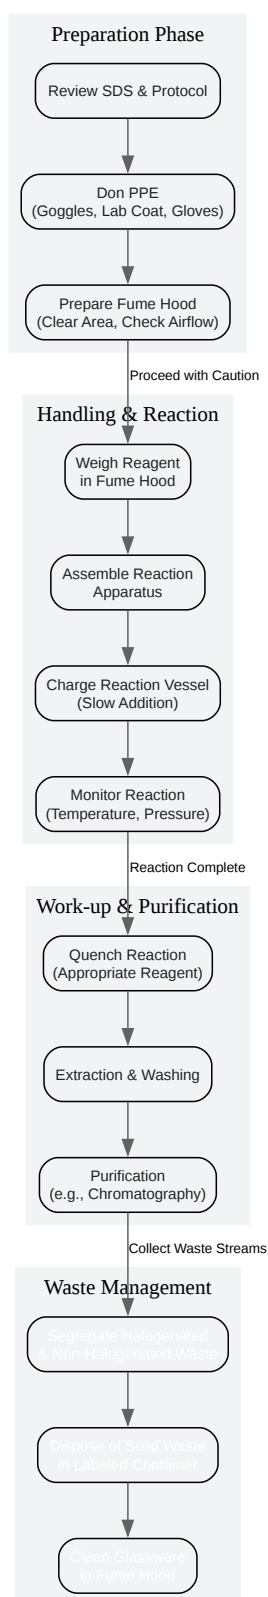 Preparation Phase
Review SDS & Protocol
Don PPE
(Goggles, Lab Coat, Gloves)
Prepare Fume Hood
(Clear Area, Check Airflow)
Proceed with Caution
Handling & Reaction
Weigh Reagent
in Fume Hood
Assemble Reaction
Apparatus
Charge Reaction Vessel
(Slow Addition)
Monitor Reaction
(Temperature, Pressure)
Reaction Complete
Work-up & Purification
Quench Reaction
(Appropriate Reagent)
Extraction & Washing
Purification
(e.g., Chromatography)
Collect Waste Streams
Waste Management
Segregate Halogenated
& Non-Halogenated Waste
Dispose of Solid Waste
in Labeled Container
Clean Glassware
in Fume Hood